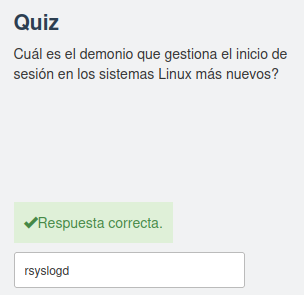 Quiz
Cuál es el demonio que gestiona el inicio de
sesión en los sistemas Linux más nuevos?
✔Respuesta correcta.
rsyslogd